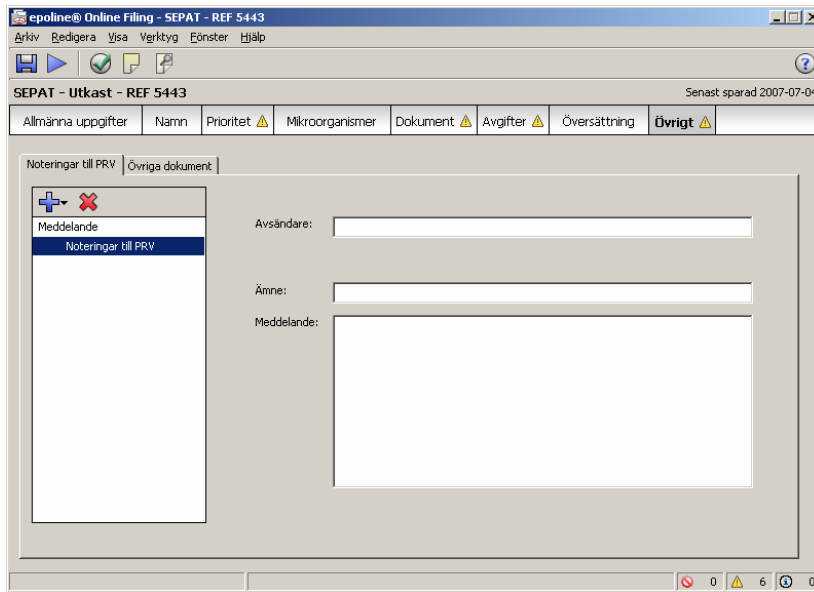 epoline® Online Filing - SEPAT - REF 5443
Arkiv Redigera Visa Verktyg Fönster Hjälp
SEPAT - Utkast - REF 5443
Senast sparad 2007-07-04
Allmänna uppgifter Namn Prioritet Mikroorganismer Dokument Avgifter Översättning Övrigt
Noteringar till PRV Övriga dokument
Meddelande
Noteringar till PRV
Avsändare:
Ämne:
Meddelande:
0 6 0